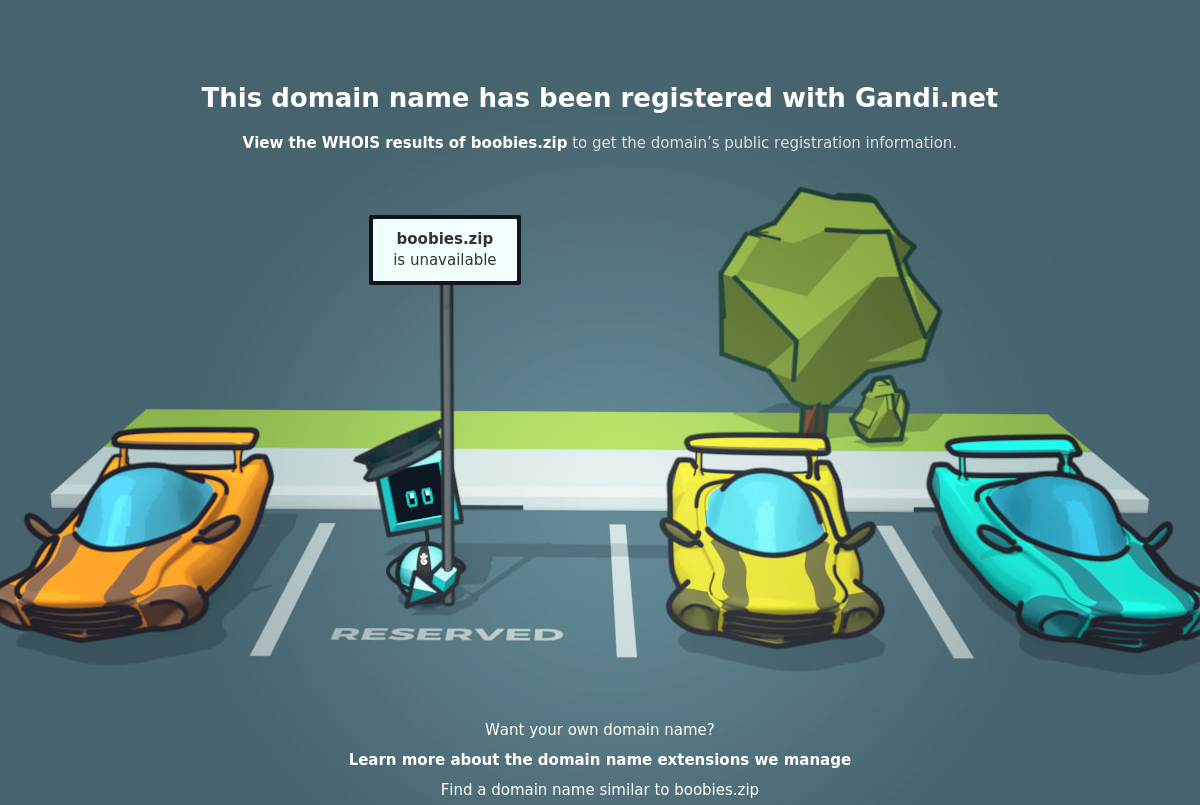 This domain name has been registered with Gandi.net
View the WHOIS results of boobies.zip to get the domain’s public registration information.
boobies.zip
is unavailable
RESERVED
Want your own domain name?
Learn more about the domain name extensions we manage
Find a domain name similar to boobies.zip